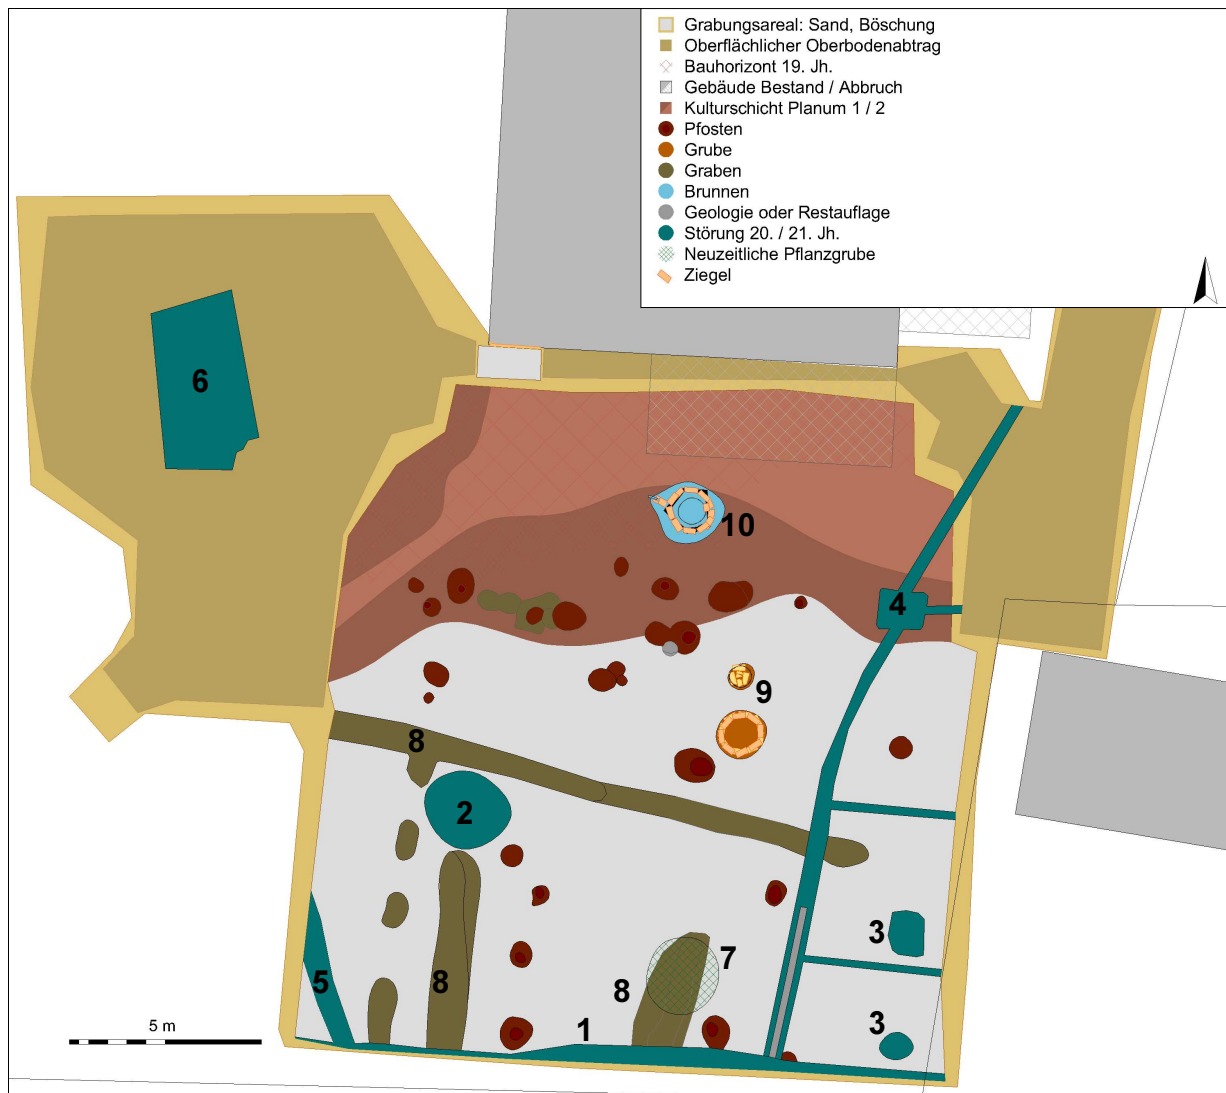 Grabungsareal: Sand, Böschung
Oberflächlicher Oberbodenabtrag
Bauhorizont 19. Jh.
Gebäude Bestand / Abbruch
Kulturschicht Planum 1 / 2
Pfosten
Grube
Graben
Brunnen
Geologie oder Restauflage
Störung 20. / 21. Jh.
Neuzeitliche Pflanzgrube
Ziegel
6
10
4
9
8
2
3
7
5
8
8
1
3
5 m